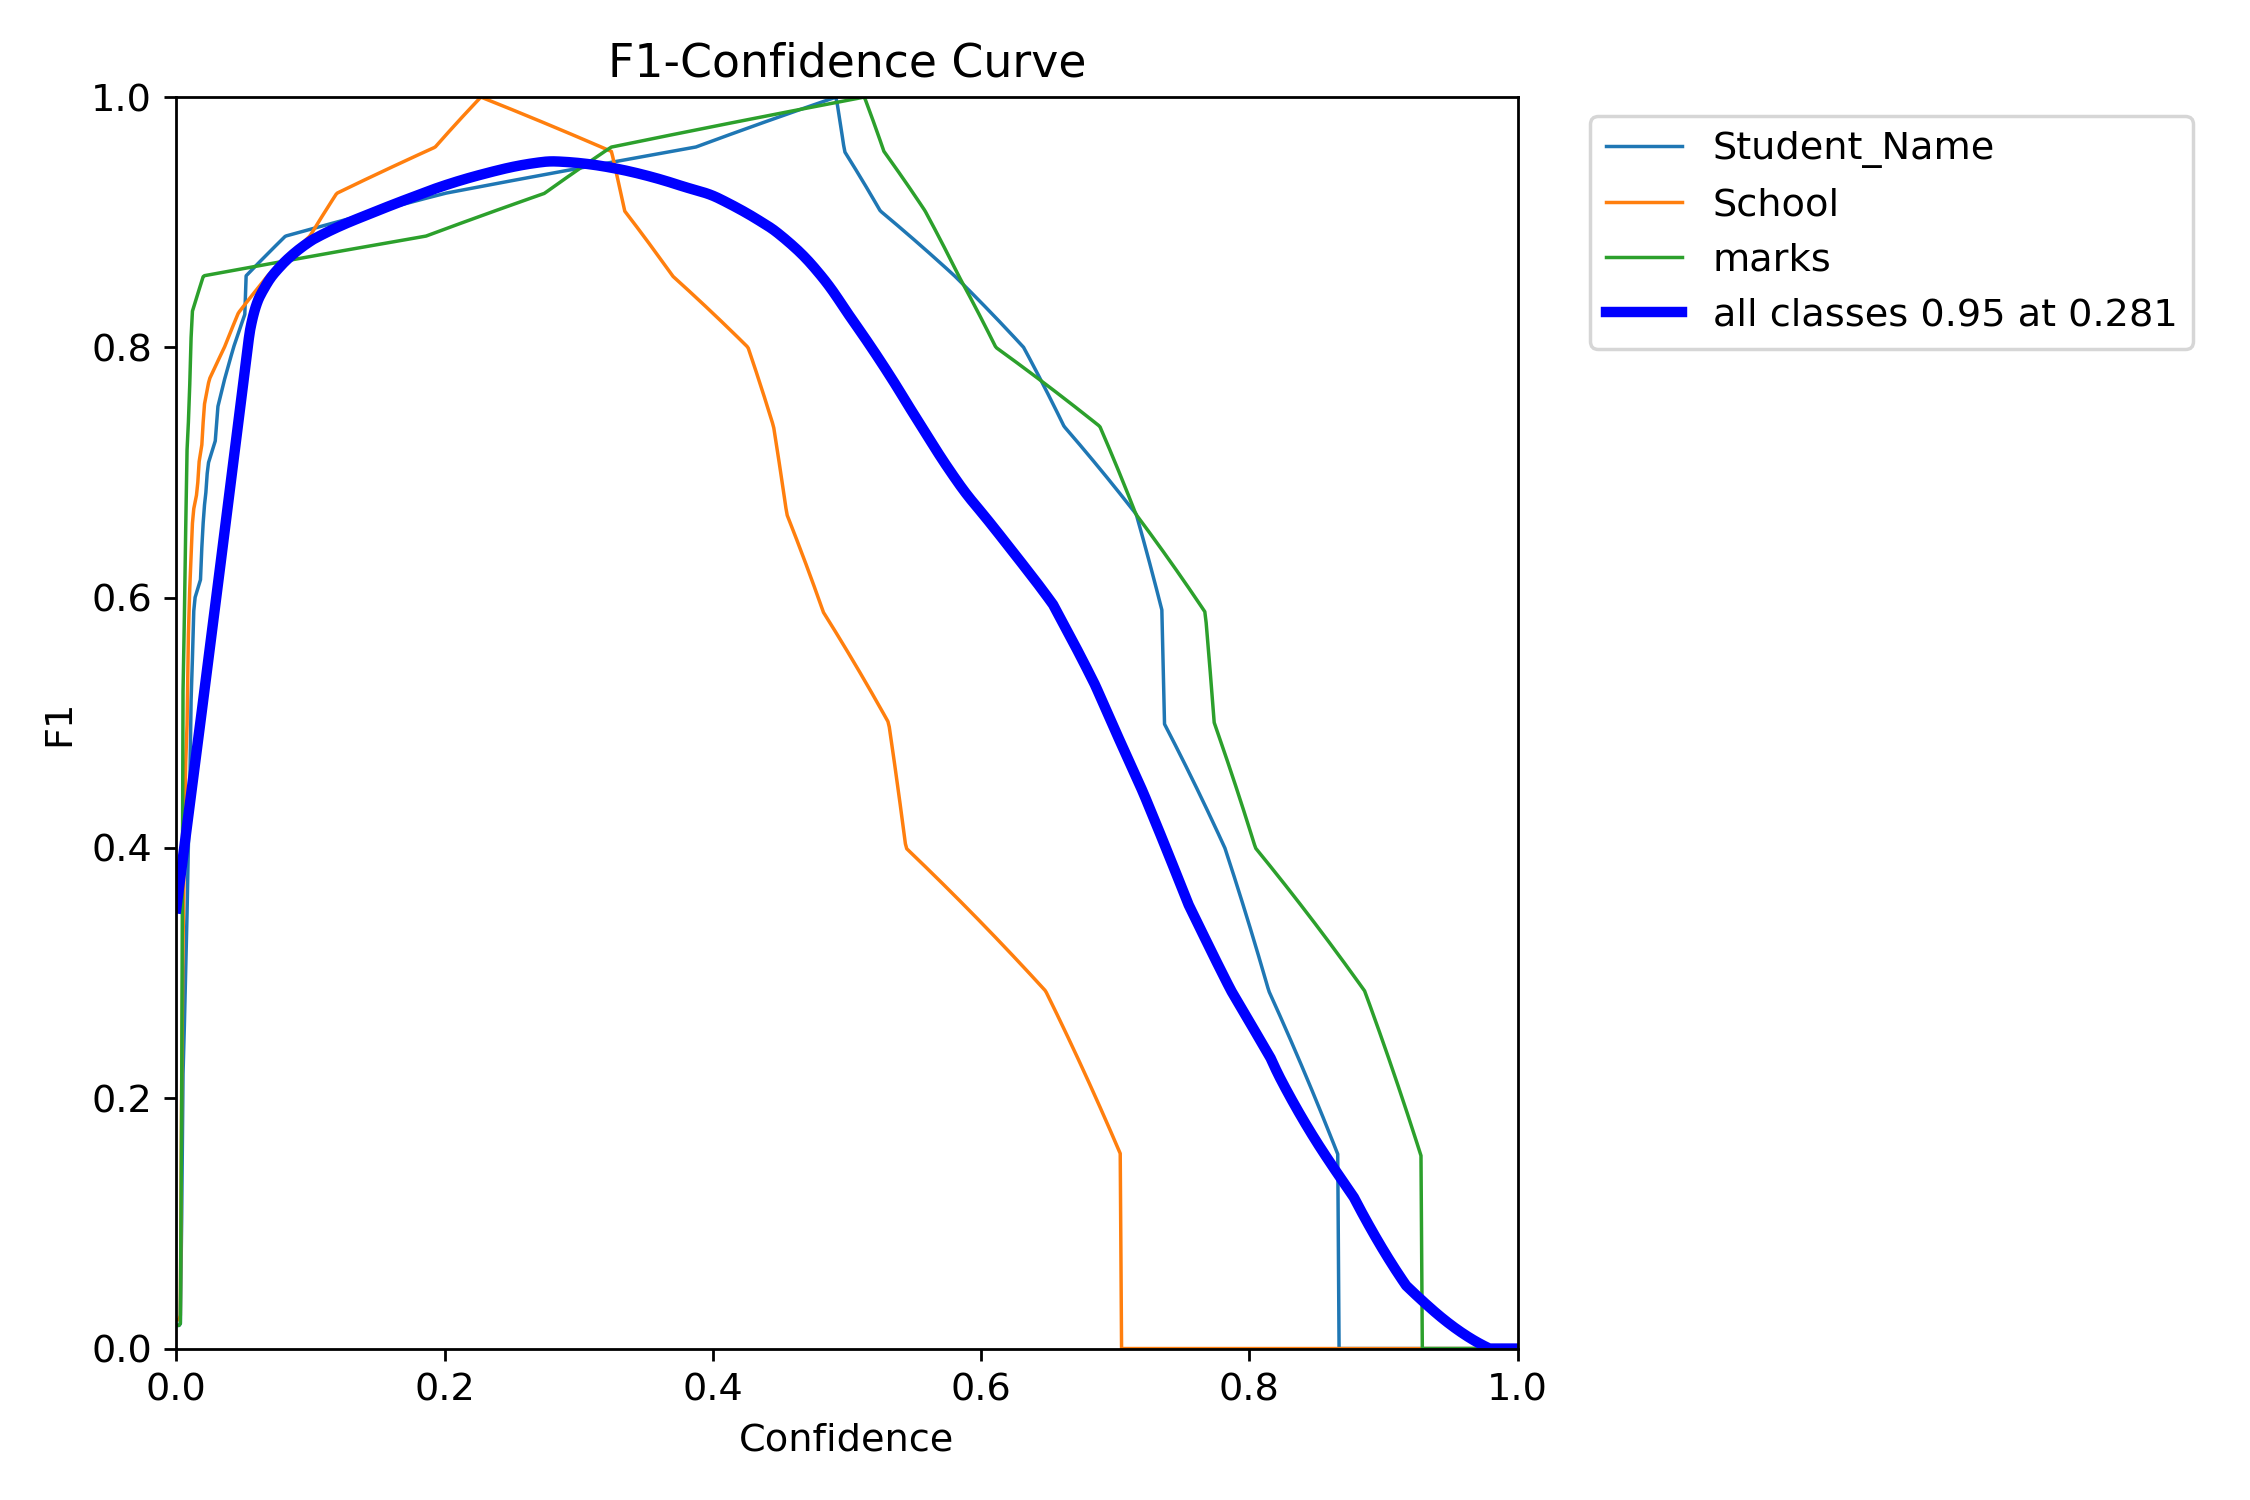 F1-Confidence Curve
1.0
0.8
0.6
0.4
0.2
0.0
F1
0.0 0.2 0.4 0.6 0.8 1.0
Confidence
Student_Name
School
marks
all classes 0.95 at 0.281